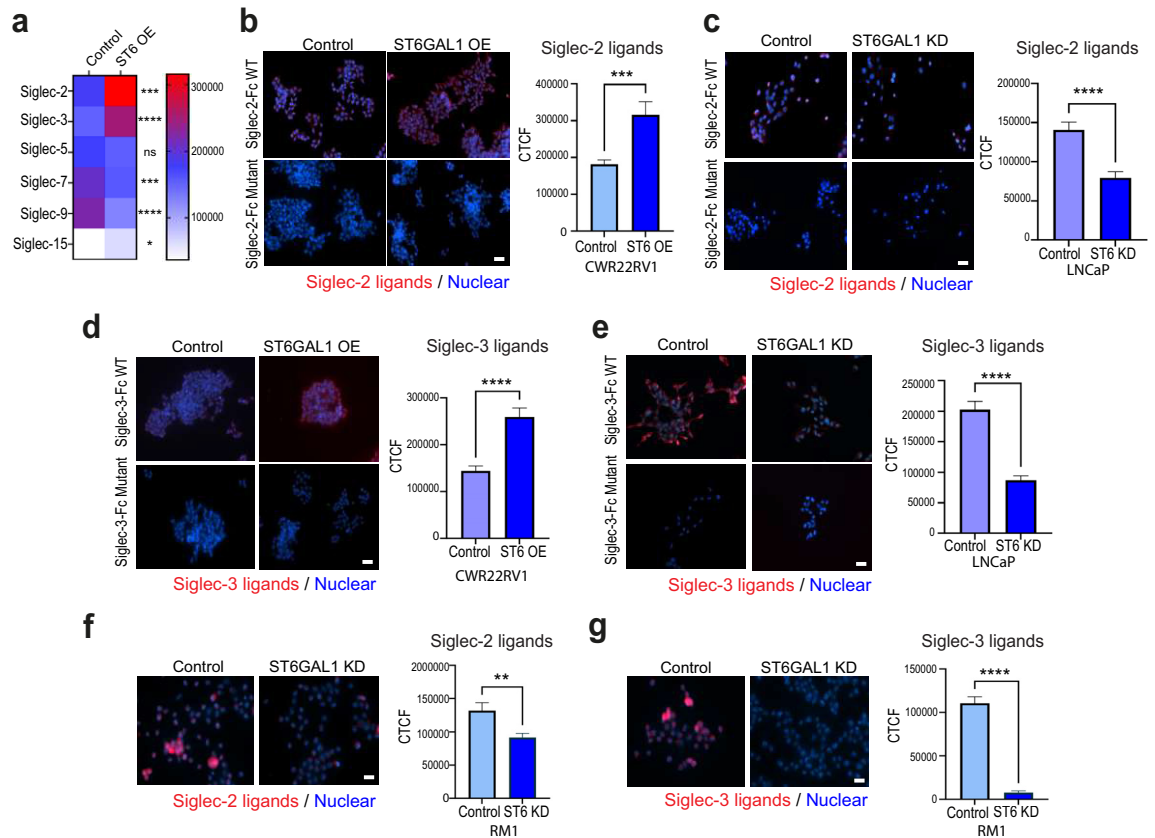 a
Control
ST6 OE
Siglec-2
***
Siglec-3
****
Siglec-5
ns
Siglec-7
***
Siglec-9
****
Siglec-15
*
300000
200000
100000
b
Control
ST6GAL1 OE
Siglec-2-Fc WT
Siglec-2-Fc Mutant
Siglec-2 ligands / Nuclear
Siglec-2 ligands
***
CTCF
400000
300000
200000
100000
0
Control ST6 OE
CWR22RV1
c
Control
ST6GAL1 KD
Siglec-2-Fc WT
Siglec-2-Fc Mutant
Siglec-2 ligands / Nuclear
Siglec-2 ligands
****
CTCF
200000
150000
100000
50000
0
Control ST6 KD
LNCaP
d
Control
ST6GAL1 OE
Siglec-3-Fc WT
Siglec-3-Fc Mutant
Siglec-3 ligands / Nuclear
Siglec-3 ligands
****
CTCF
300000
200000
100000
0
Control ST6 OE
CWR22RV1
e
Control
ST6GAL1 KD
Siglec-3-Fc WT
Siglec-3-Fc Mutant
Siglec-3 ligands / Nuclear
Siglec-3 ligands
****
CTCF
250000
200000
150000
100000
50000
0
Control ST6 KD
LNCaP
f
Control
ST6GAL1 KD
Siglec-2 ligands / Nuclear
Siglec-2 ligands
**
CTCF
2000000
150000
100000
50000
0
Control ST6 KD
RM1
g
Control
ST6GAL1 KD
Siglec-3 ligands / Nuclear
Siglec-3 ligands
****
CTCF
150000
100000
50000
0
Control ST6 KD
RM1